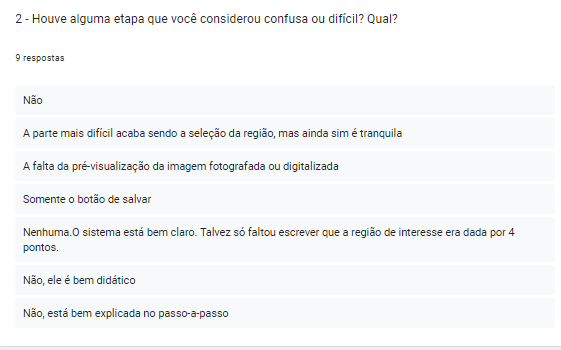 2 - Houve alguma etapa que você considerou confusa ou difícil? Qual?
9 respostas
Não
A parte mais difícil acaba sendo a seleção da região, mas ainda sim é tranquila
A falta da pré-visualização da imagem fotografada ou digitalizada
Somente o botão de salvar
Nenhuma.O sistema está bem claro. Talvez só faltou escrever que a região de interesse era dada por 4
pontos.
Não, ele é bem didático
Não, está bem explicada no passo-a-passo